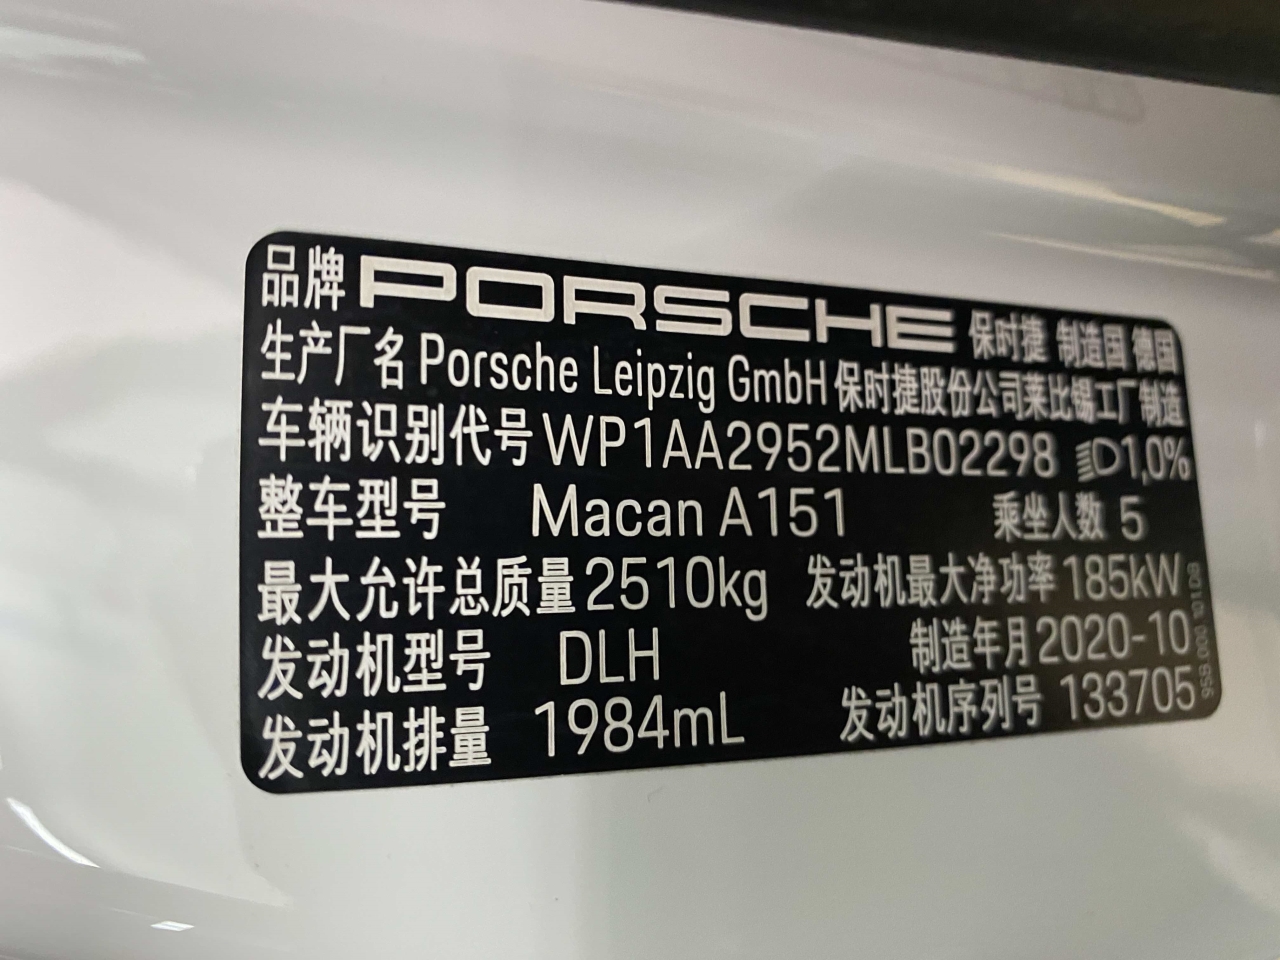 品牌 PORSCHE 保时捷 制造国 德国
生产厂名 Porsche Leipzig GmbH 保时捷股份公司莱比锡工厂制造
车辆识别代号 WP1AA2952MLB02298 1,0%
整车型号 Macan A151 乘坐人数 5
最大允许总质量 2510kg 发动机最大净功率 185kW
发动机型号 DLH 制造年月 2020-10
发动机排量 1984mL 发动机序列号 133705
958.000.101.DB